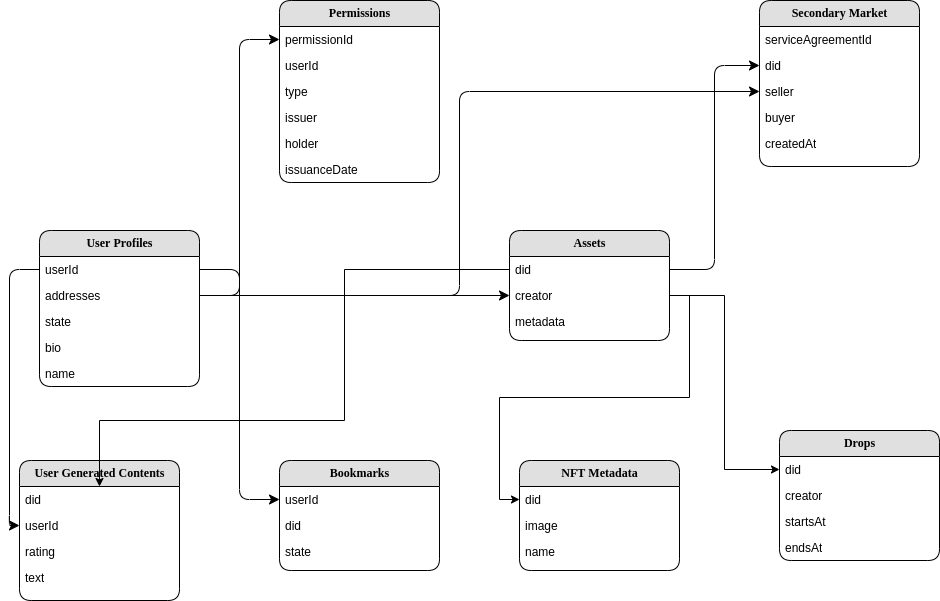 Permissions
permissionId
userId
type
issuer
holder
issuanceDate
Secondary Market
serviceAgreementId
did
seller
buyer
createdAt
User Profiles
userId
addresses
state
bio
name
Assets
did
creator
metadata
User Generated Contents
did
userId
rating
text
Bookmarks
userId
did
state
NFT Metadata
did
image
name
Drops
did
creator
startsAt
endsAt